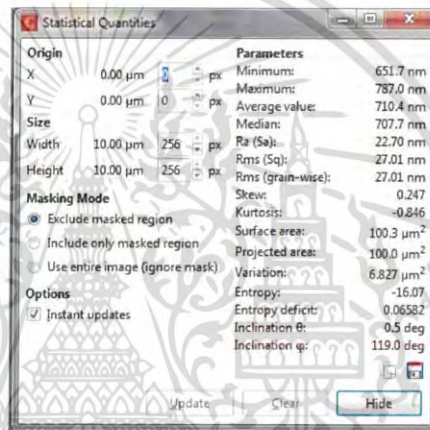 Statistical Quantities
Origin
X 0.00 µm 0 px
Y 0.00 µm 0 px
Size
Width 10.00 µm 256 px
Height 10.00 µm 256 px
Masking Mode
Exclude masked region
Include only masked region
Use entire image (ignore mask)
Options
Instant updates
Parameters
Minimum: 651.7 nm
Maximum: 787.0 nm
Average value: 710.4 nm
Median: 707.7 nm
Ra (Sa): 22.70 nm
Rms (Sq): 27.01 nm
Rms (grain-wise): 27.01 nm
Skew: 0.247
Kurtosis: -0.846
Surface area: 100.3 µm²
Projected area: 100.0 µm²
Variation: 6.827 µm²
Entropy: -16.07
Entropy deficit: 0.06582
Inclination θ: 0.5 deg
Inclination φ: 119.0 deg
Update Clear Hide